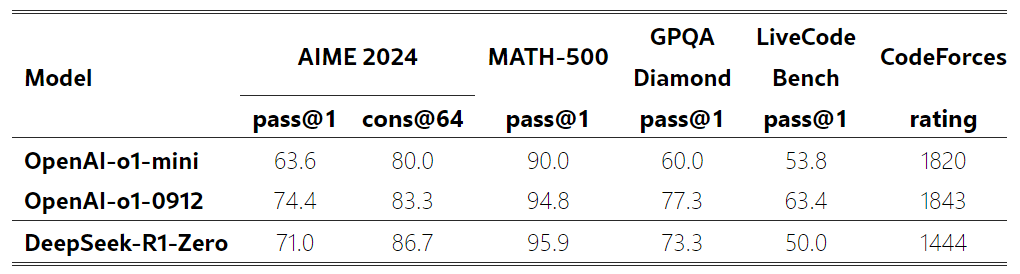 Model AIME 2024 MATH-500 GPQA Diamond LiveCode Bench CodeForces
pass@1 cons@64 pass@1 pass@1 pass@1 rating
OpenAI-o1-mini 63.6 80.0 90.0 60.0 53.8 1820
OpenAI-o1-0912 74.4 83.3 94.8 77.3 63.4 1843
DeepSeek-R1-Zero 71.0 86.7 95.9 73.3 50.0 1444